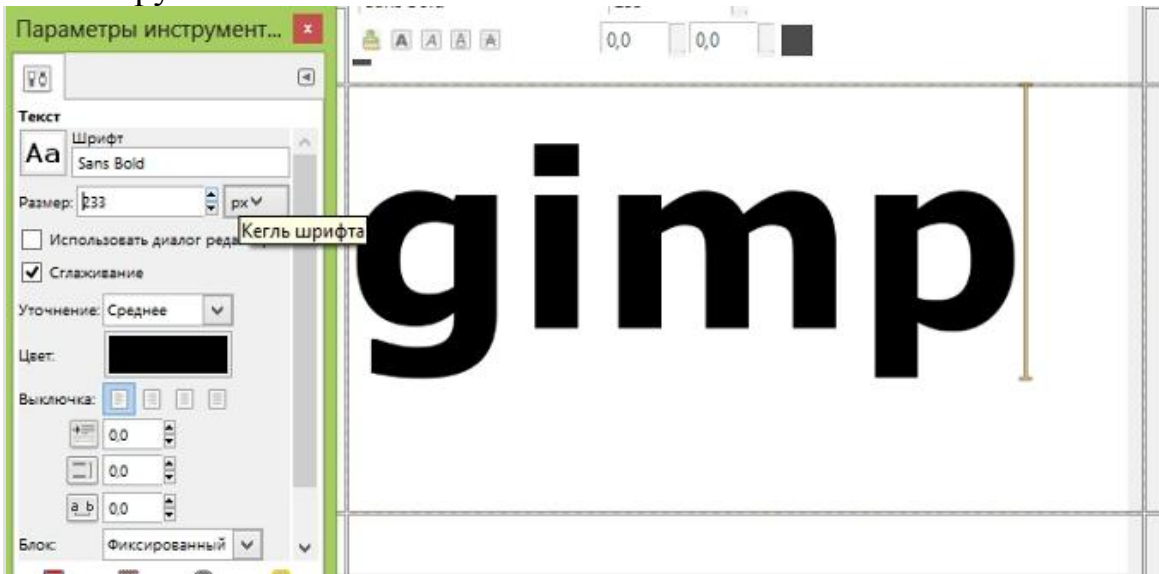 Параметры инструмент...
Текст
Шрифт
Aa
Sans Bold
Размер: 233 px
Кегль шрифта
Использовать диалог реда
Сглаживание
Уточнение: Среднее
Цвет:
Выключка:
0,0
0,0
a b 0,0
Блок: Фиксированный
A A A A 0,0 0,0
gimp